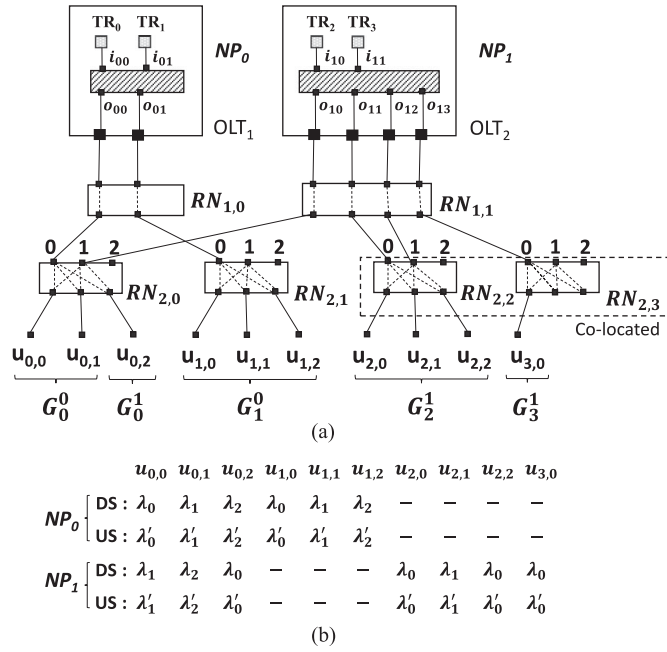 TR₀ TR₁ NP₀ TR₂ TR₃ NP₁
i₀₀ i₀₁ i₁₀ i₁₁
o₀₀ o₀₁ o₁₀ o₁₁ o₁₂ o₁₃
OLT₁ OLT₂
RN₁,₀ RN₁,₁
0 1 2 0 1 2 0 1 2 0 1 2
RN₂,₀ RN₂,₁ RN₂,₂ RN₂,₃
Co-located
u₀,₀ u₀,₁ u₀,₂ u₁,₀ u₁,₁ u₁,₂ u₂,₀ u₂,₁ u₂,₂ u₃,₀
G₀⁰ G₀¹ G₁⁰ G₂¹ G₃¹
(a)
u₀,₀ u₀,₁ u₀,₂ u₁,₀ u₁,₁ u₁,₂ u₂,₀ u₂,₁ u₂,₂ u₃,₀
NP₀ DS : λ₀ λ₁ λ₂ λ₀ λ₁ λ₂ – – – –
US : λ′₀ λ′₁ λ′₂ λ′₀ λ′₁ λ′₂ – – – –
NP₁ DS : λ₁ λ₂ λ₀ – – – λ₀ λ₁ λ₀ λ₀
US : λ′₁ λ′₂ λ′₀ – – – λ′₀ λ′₁ λ′₀ λ′₀
(b)